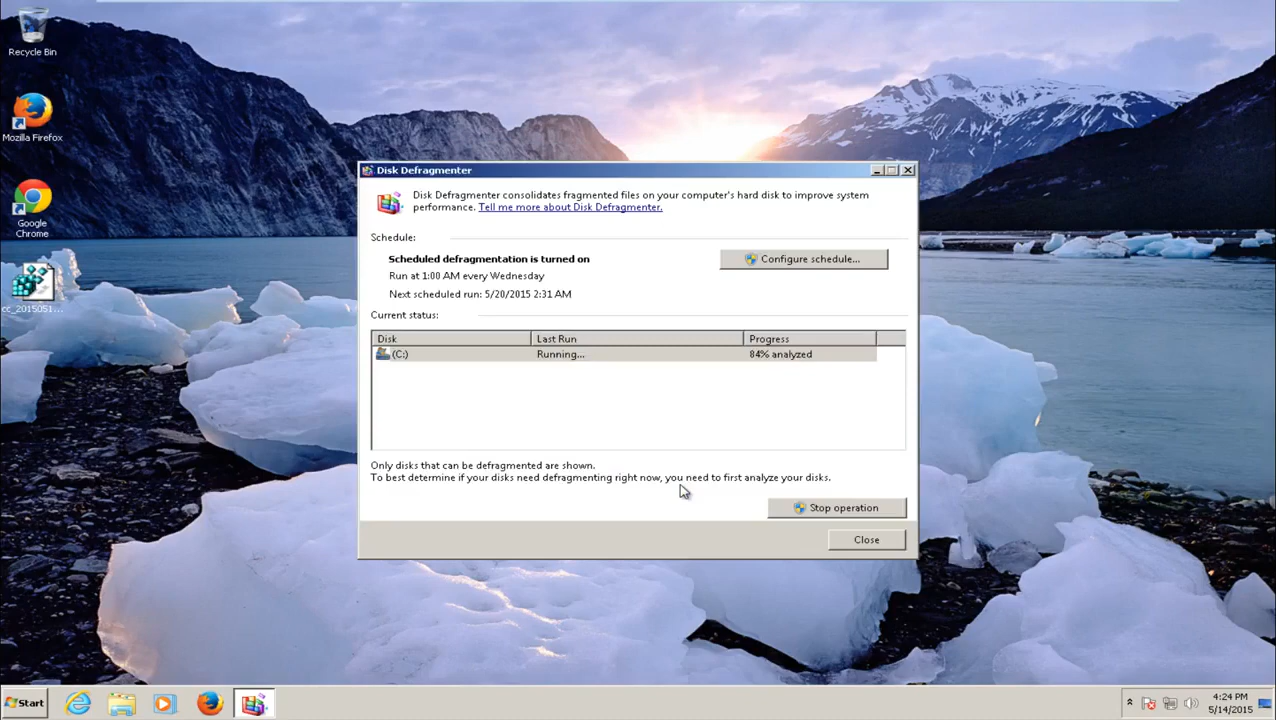 Recycle Bin
Mozilla Firefox
Google
Chrome
cc_2015051...
Disk Defragmenter
Disk Defragmenter consolidates fragmented files on your computer's hard disk to improve system
performance. Tell me more about Disk Defragmenter.
Schedule:
Scheduled defragmentation is turned on
Configure schedule...
Run at 1:00 AM every Wednesday
Next scheduled run: 5/20/2015 2:31 AM
Current status:
Disk Last Run Progress
(C:) Running... 84% analyzed
Only disks that can be defragmented are shown.
To best determine if your disks need defragmenting right now, you need to first analyze your disks.
Stop operation
Close
Start
4:24 PM
5/14/2015